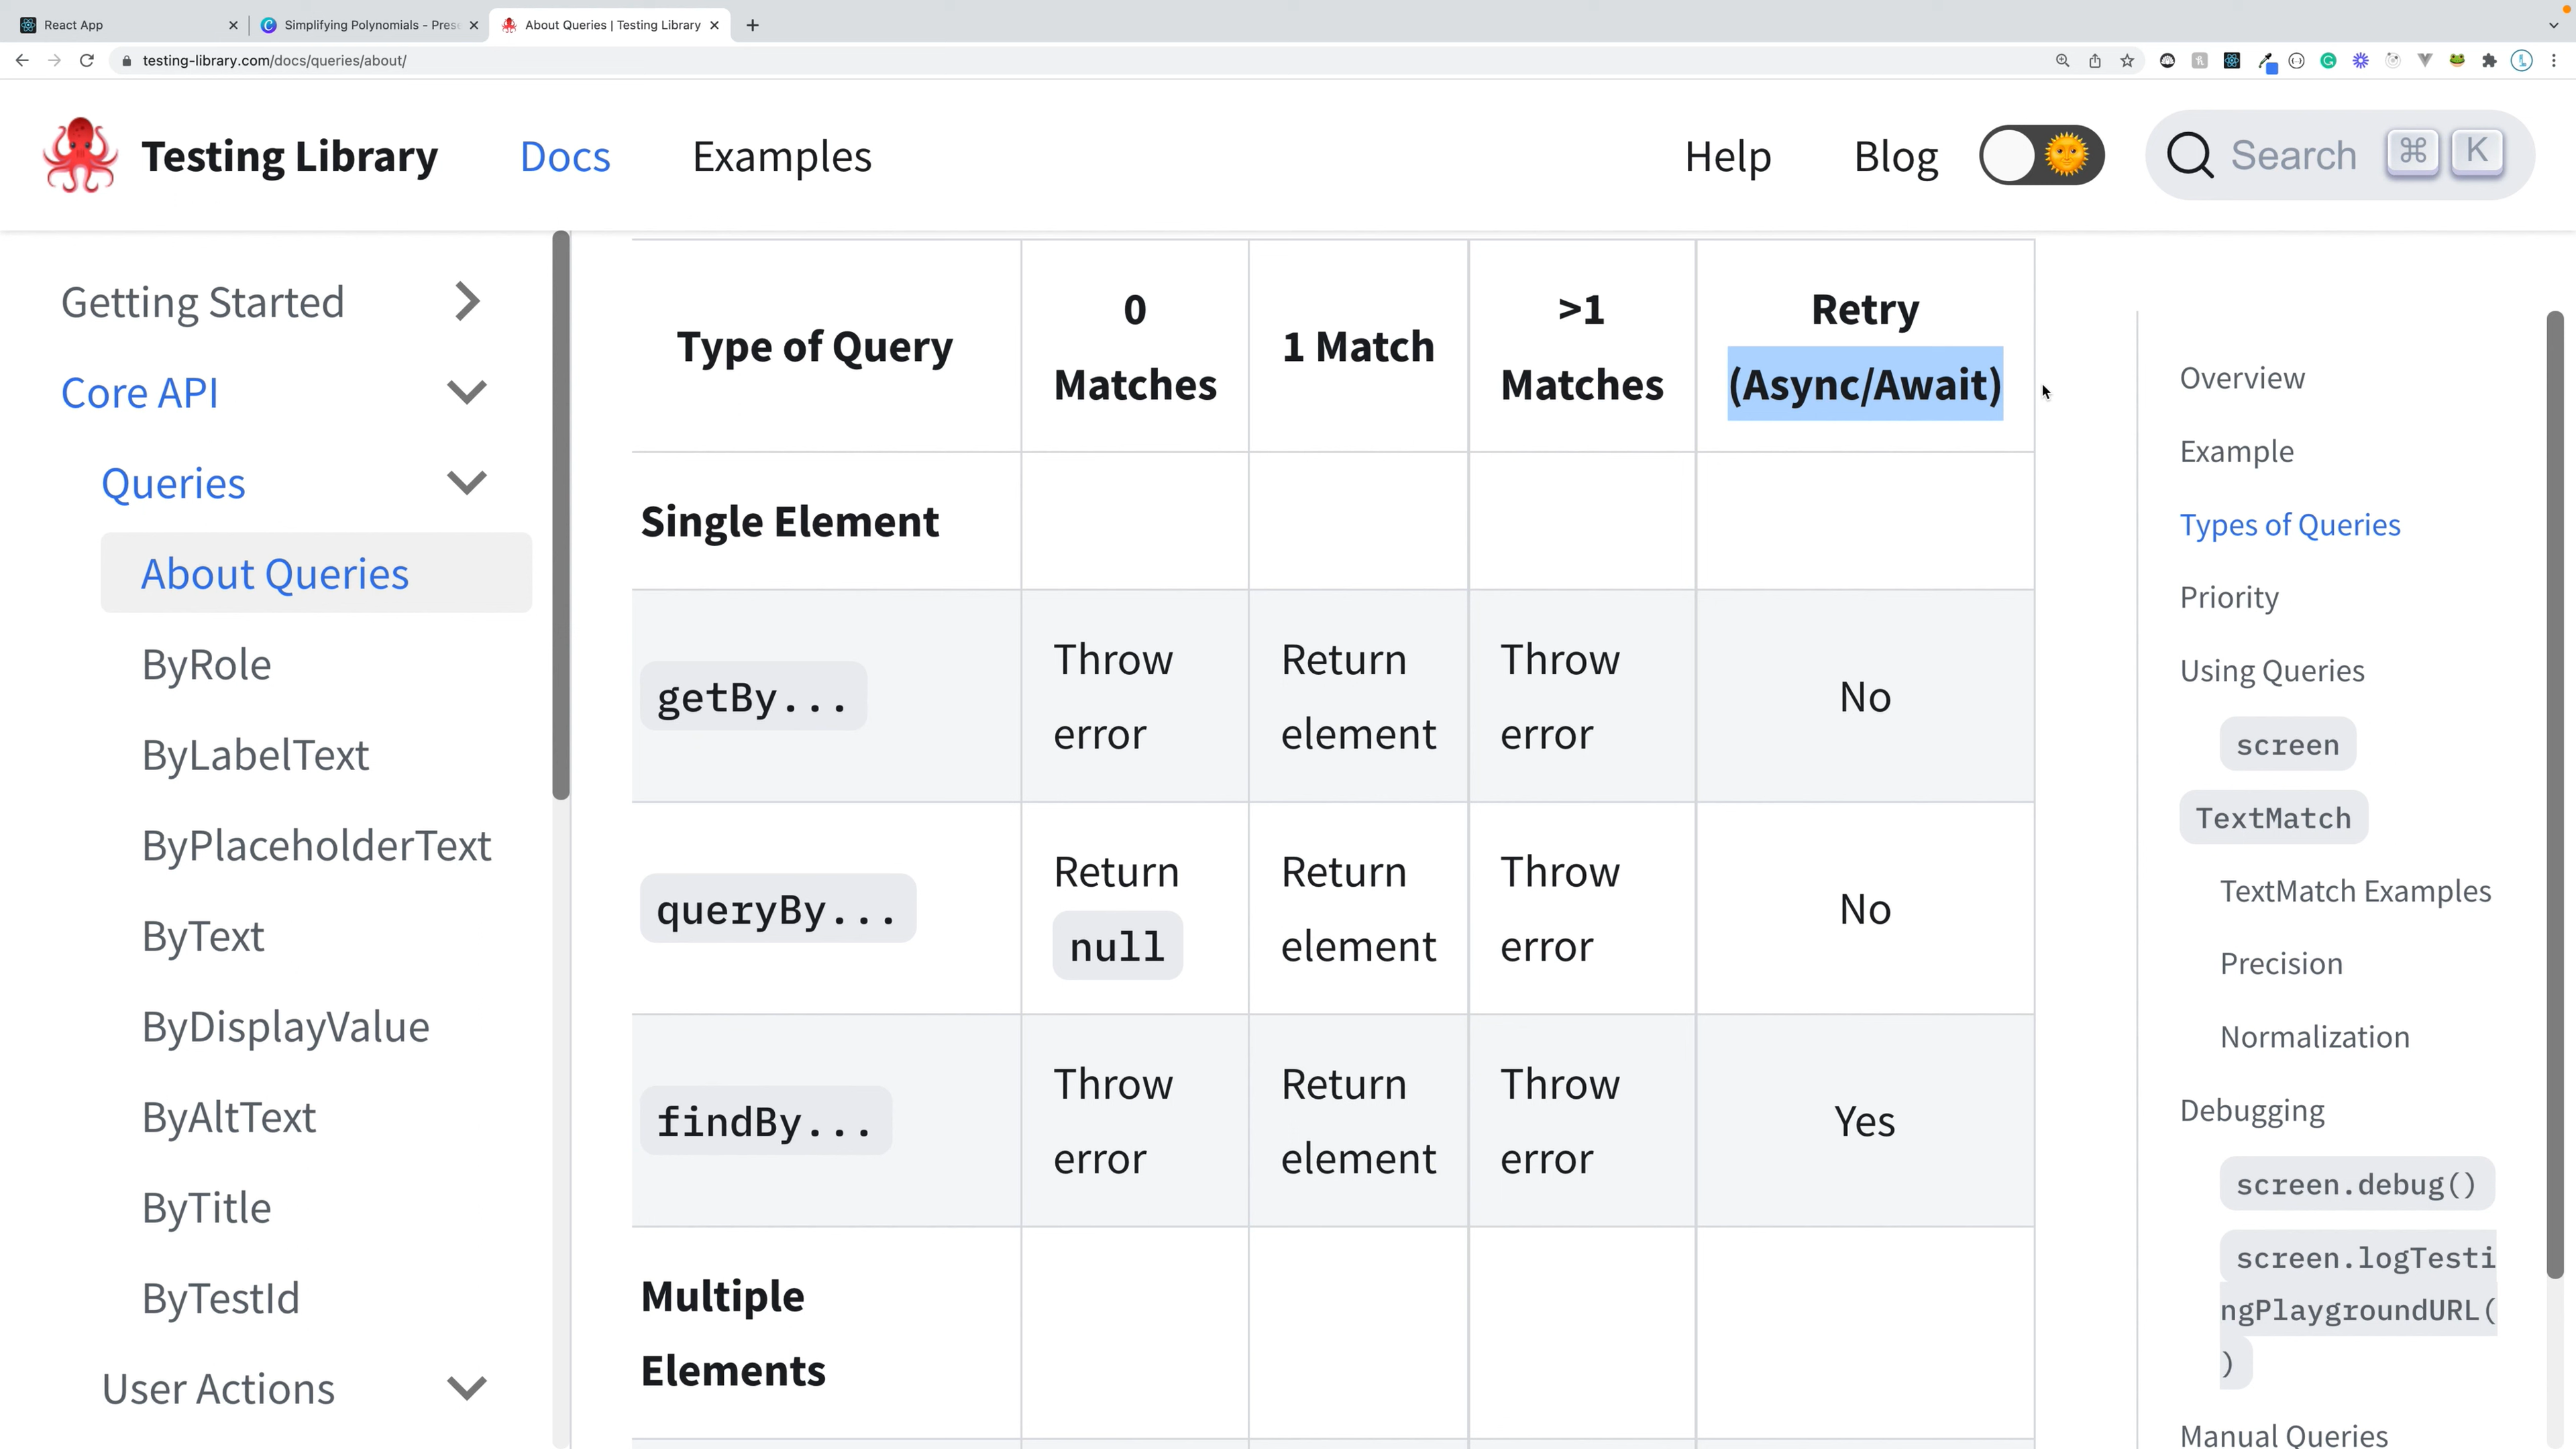 React App
Simplifying Polynomials - Prese
About Queries | Testing Library
testing-library.com/docs/queries/about/
Testing Library
Docs
Examples
Help
Blog
Search
⌘ K
Getting Started
Core API
Queries
About Queries
ByRole
ByLabelText
ByPlaceholderText
ByText
ByDisplayValue
ByAltText
ByTitle
ByTestId
User Actions
Type of Query
0
Matches
1 Match
>1
Matches
Retry
(Async/Await)
Single Element
getBy...
Throw
error
Return
element
Throw
error
No
queryBy...
Return
null
Return
element
Throw
error
No
findBy...
Throw
error
Return
element
Throw
error
Yes
Multiple
Elements
Overview
Example
Types of Queries
Priority
Using Queries
screen
TextMatch
TextMatch Examples
Precision
Normalization
Debugging
screen.debug()
screen.logTesti
ngPlaygroundURL(
)
Manual Queries